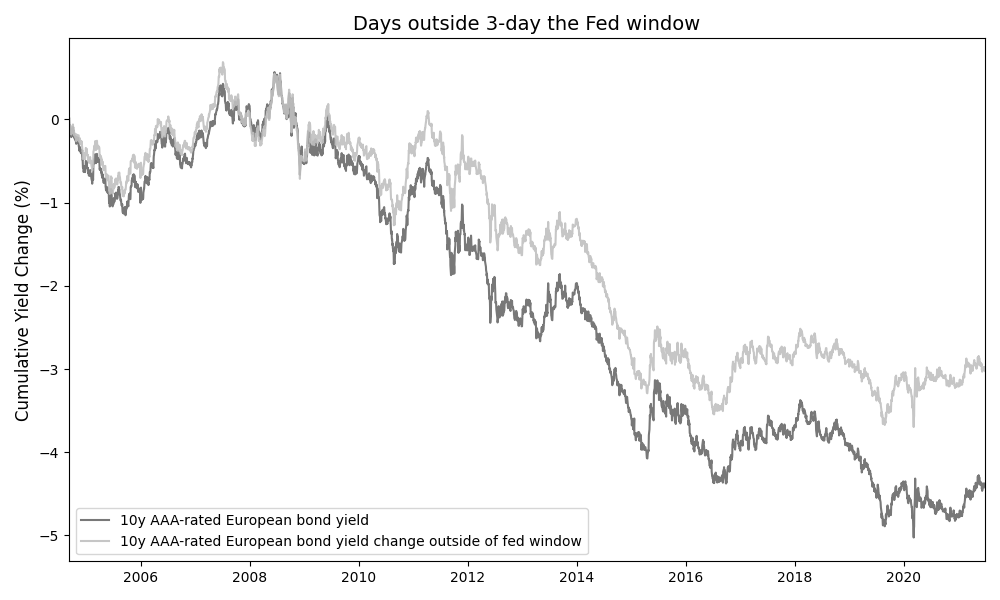 Days outside 3-day the Fed window
Cumulative Yield Change (%)
0
−1
−2
−3
−4
−5
10y AAA-rated European bond yield
10y AAA-rated European bond yield change outside of fed window
2006 2008 2010 2012 2014 2016 2018 2020